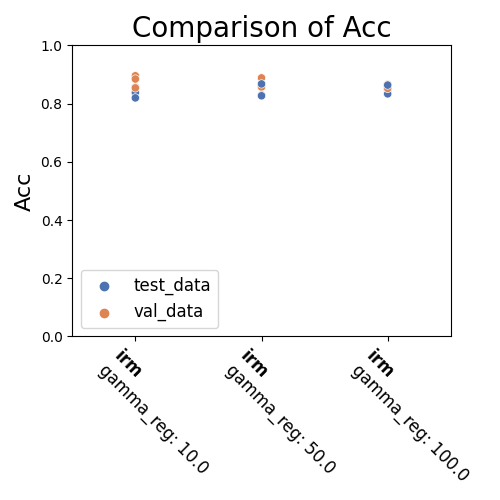 Comparison of Acc
Acc
1.0
0.8
0.6
0.4
0.2
0.0
test_data
val_data
irm
gamma_reg: 10.0
irm
gamma_reg: 50.0
irm
gamma_reg: 100.0